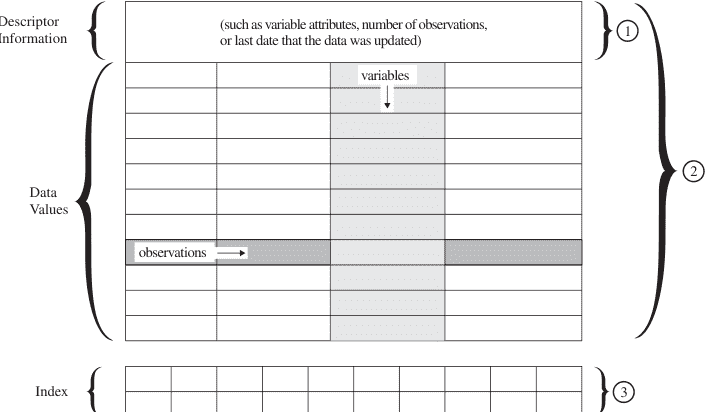 Descriptor
Information
(such as variable attributes, number of observations,
or last date that the data was updated)
1
variables
2
Data
Values
observations
Index
3